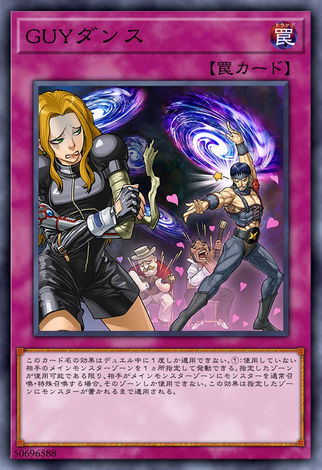 GUYダンス
トラップ
罠
【罠カード】
このカード名の効果はデュエル中に1度しか適用できない。①:使用していない
相手のメインモンスターゾーンを1ヵ所指定して発動できる。指定したゾーン
が使用可能である限り、相手がメインモンスターゾーンにモンスターを通常召
喚・特殊召喚する場合、そのゾーンしか使用できない。この効果は指定したゾー
ンにモンスターが置かれるまで適用される。
50696588